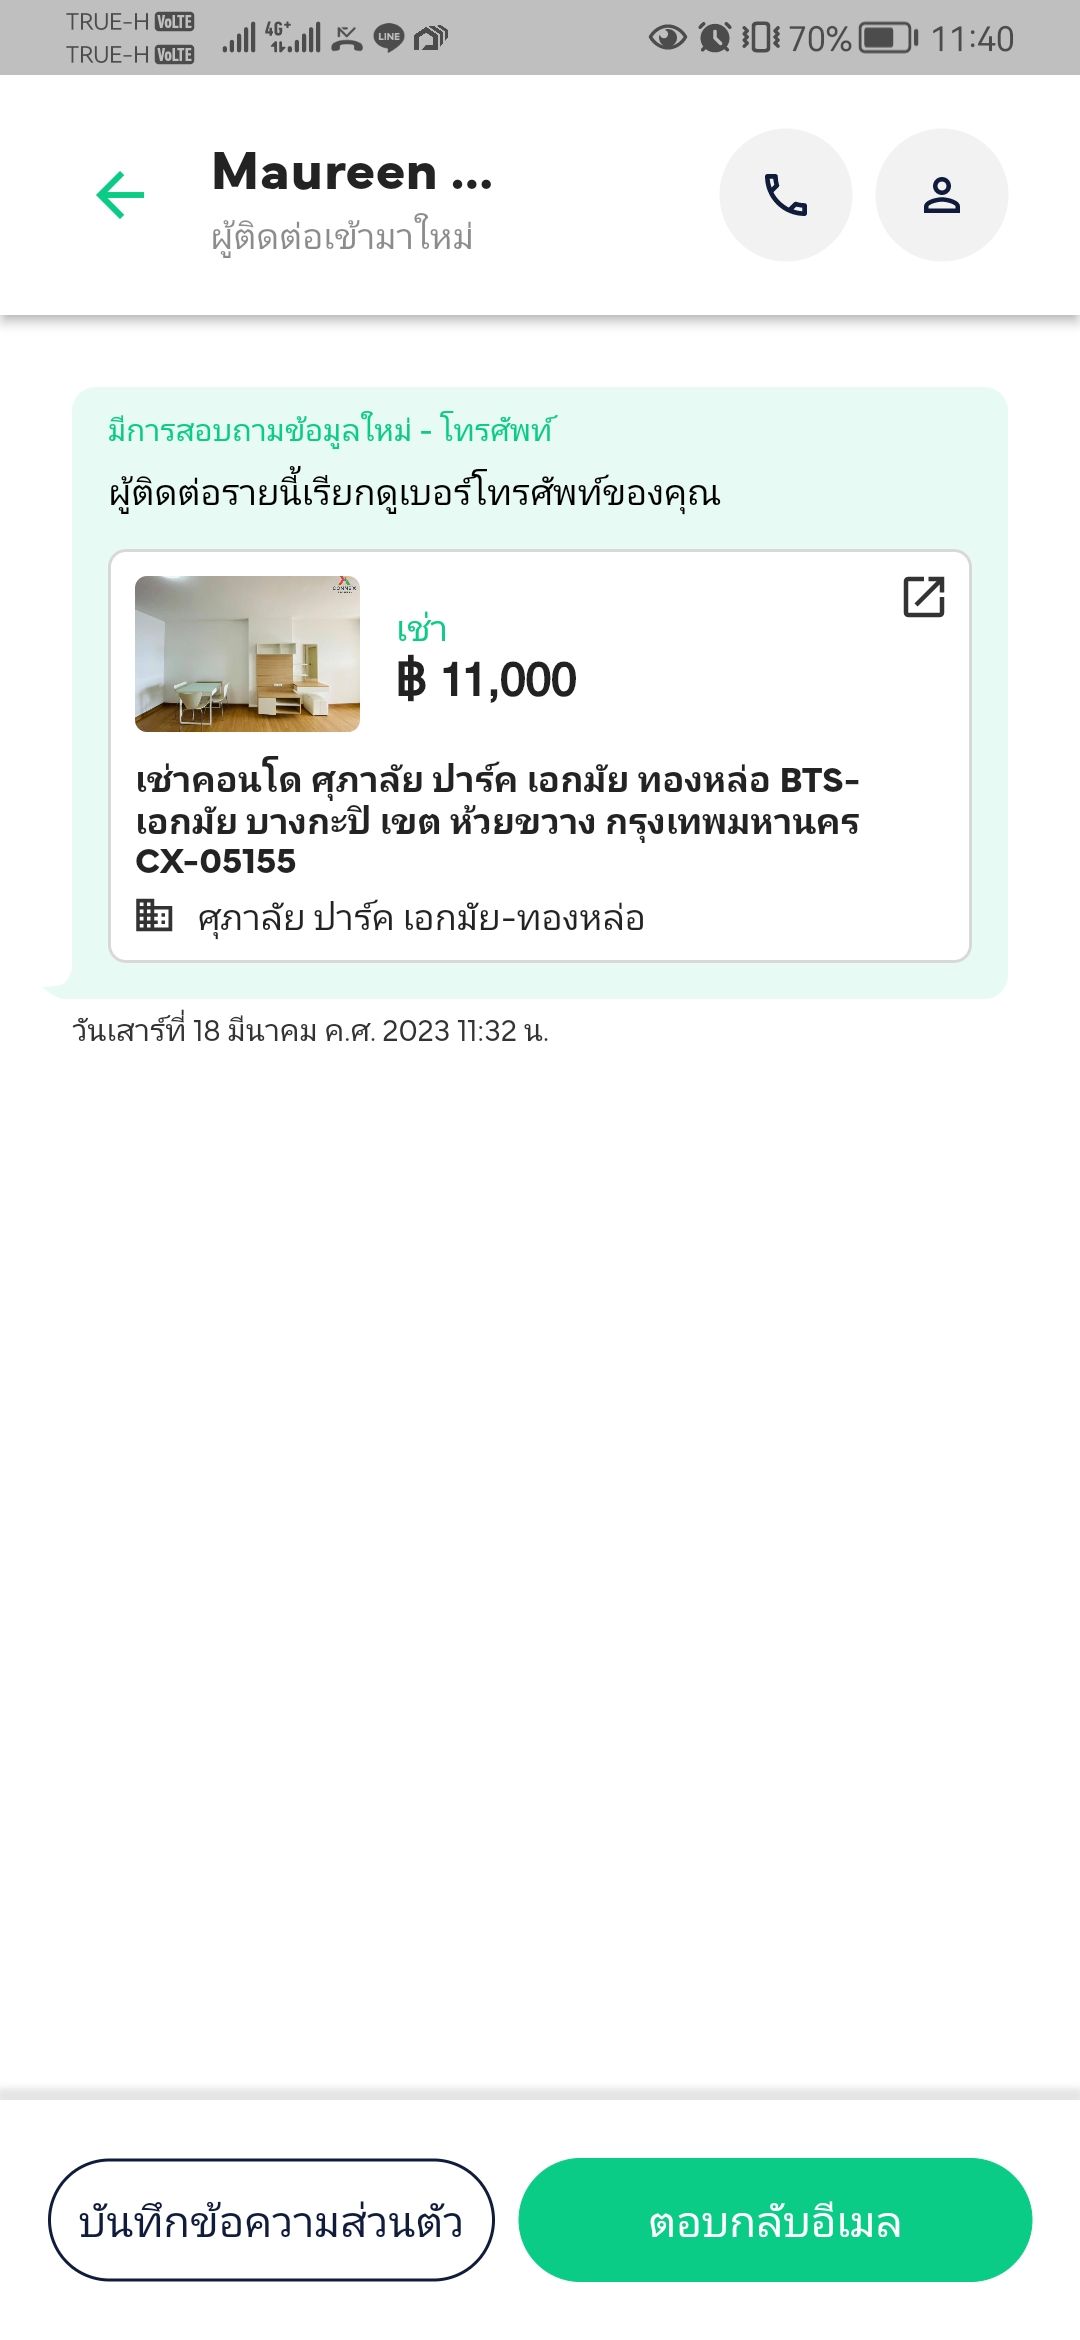 TRUE-H VoLTE
TRUE-H VoLTE
4G+
LINE
70%
11:40
Maureen ...
ผู้ติดต่อเข้ามาใหม่
มีการสอบถามข้อมูลใหม่ - โทรศัพท์
ผู้ติดต่อรายนี้เรียกดูเบอร์โทรศัพท์ของคุณ
เช่า
฿ 11,000
เช่าคอนโด ศุภาลัย ปาร์ค เอกมัย ทองหล่อ BTS-
เอกมัย บางกะปิ เขต ห้วยขวาง กรุงเทพมหานคร
CX-05155
ศุภาลัย ปาร์ค เอกมัย-ทองหล่อ
วันเสาร์ที่ 18 มีนาคม ค.ศ. 2023 11:32 น.
บันทึกข้อความส่วนตัว
ตอบกลับอีเมล